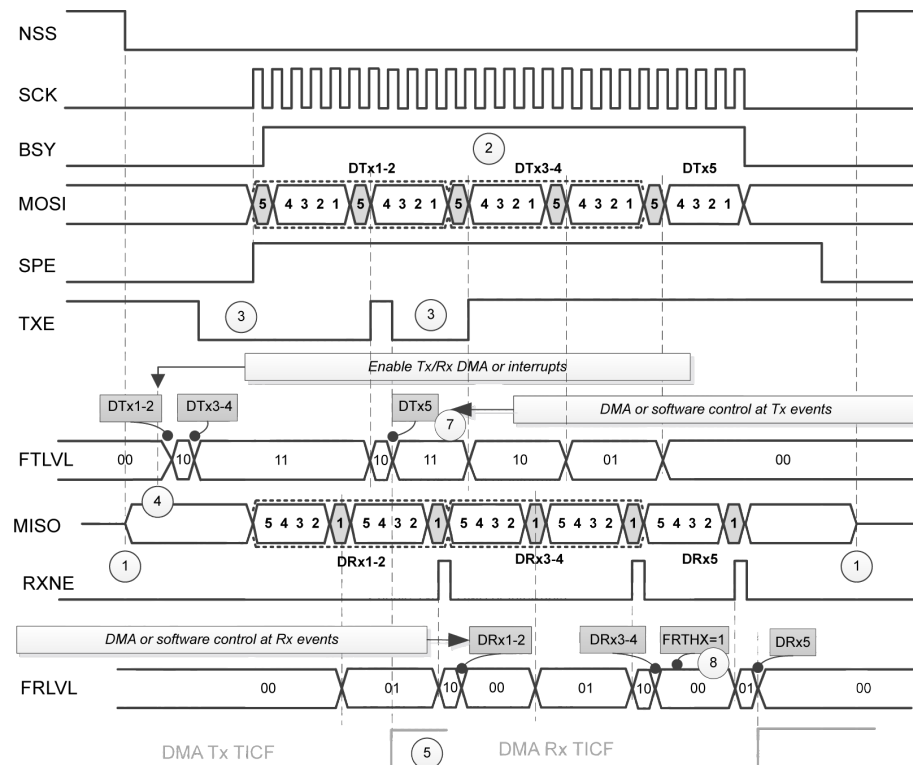 NSS
SCK
BSY
2
DTx1-2 DTx3-4 DTx5
MOSI 5 4 3 2 1 5 4 3 2 1 5 4 3 2 1 5 4 3 2 1 5 4 3 2 1
SPE
TXE 3 3
Enable Tx/Rx DMA or interrupts
DTx1-2 DTx3-4 DTx5 DMA or software control at Tx events
7
FTLVL 00 10 11 10 11 10 01 00
4
MISO 5 4 3 2 1 5 4 3 2 1 5 4 3 2 1 5 4 3 2 1 5 4 3 2 1
1 DRx1-2 DRx3-4 DRx5 1
RXNE
DMA or software control at Rx events DRx1-2 DRx3-4 FRTHX=1 DRx5
8
FRLVL 00 01 10 00 01 10 00 01 00
DMA Tx TICF 5 DMA Rx TICF